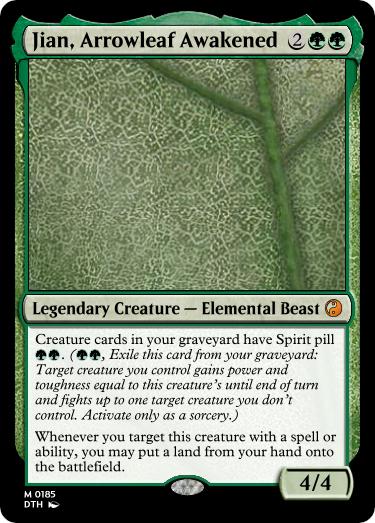 Jian, Arrowleaf Awakened 2
Legendary Creature — Elemental Beast
Creature cards in your graveyard have Spirit pill
. (, Exile this card from your graveyard:
Target creature you control gains power and
toughness equal to this creature's until end of turn
and fights up to one target creature you don't
control. Activate only as a sorcery.)
Whenever you target this creature with a spell or
ability, you may put a land from your hand onto
the battlefield.
4/4
M 0185
DTH